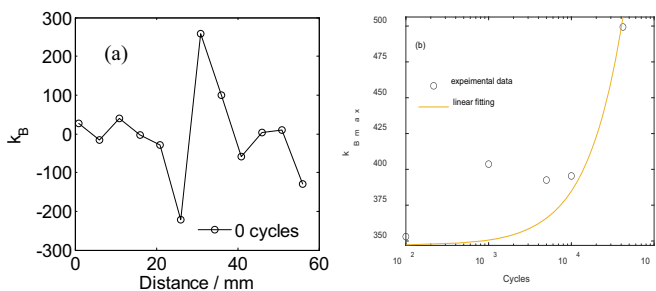 300
200
100
0
-100
-200
-300
(a)
k_B
0 cycles
0 20 40 60
Distance / mm
500
475
450
425
400
375
350
(b)
expeimental data
linear fitting
k_B m a x
10^2 10^3 10^4 10
Cycles